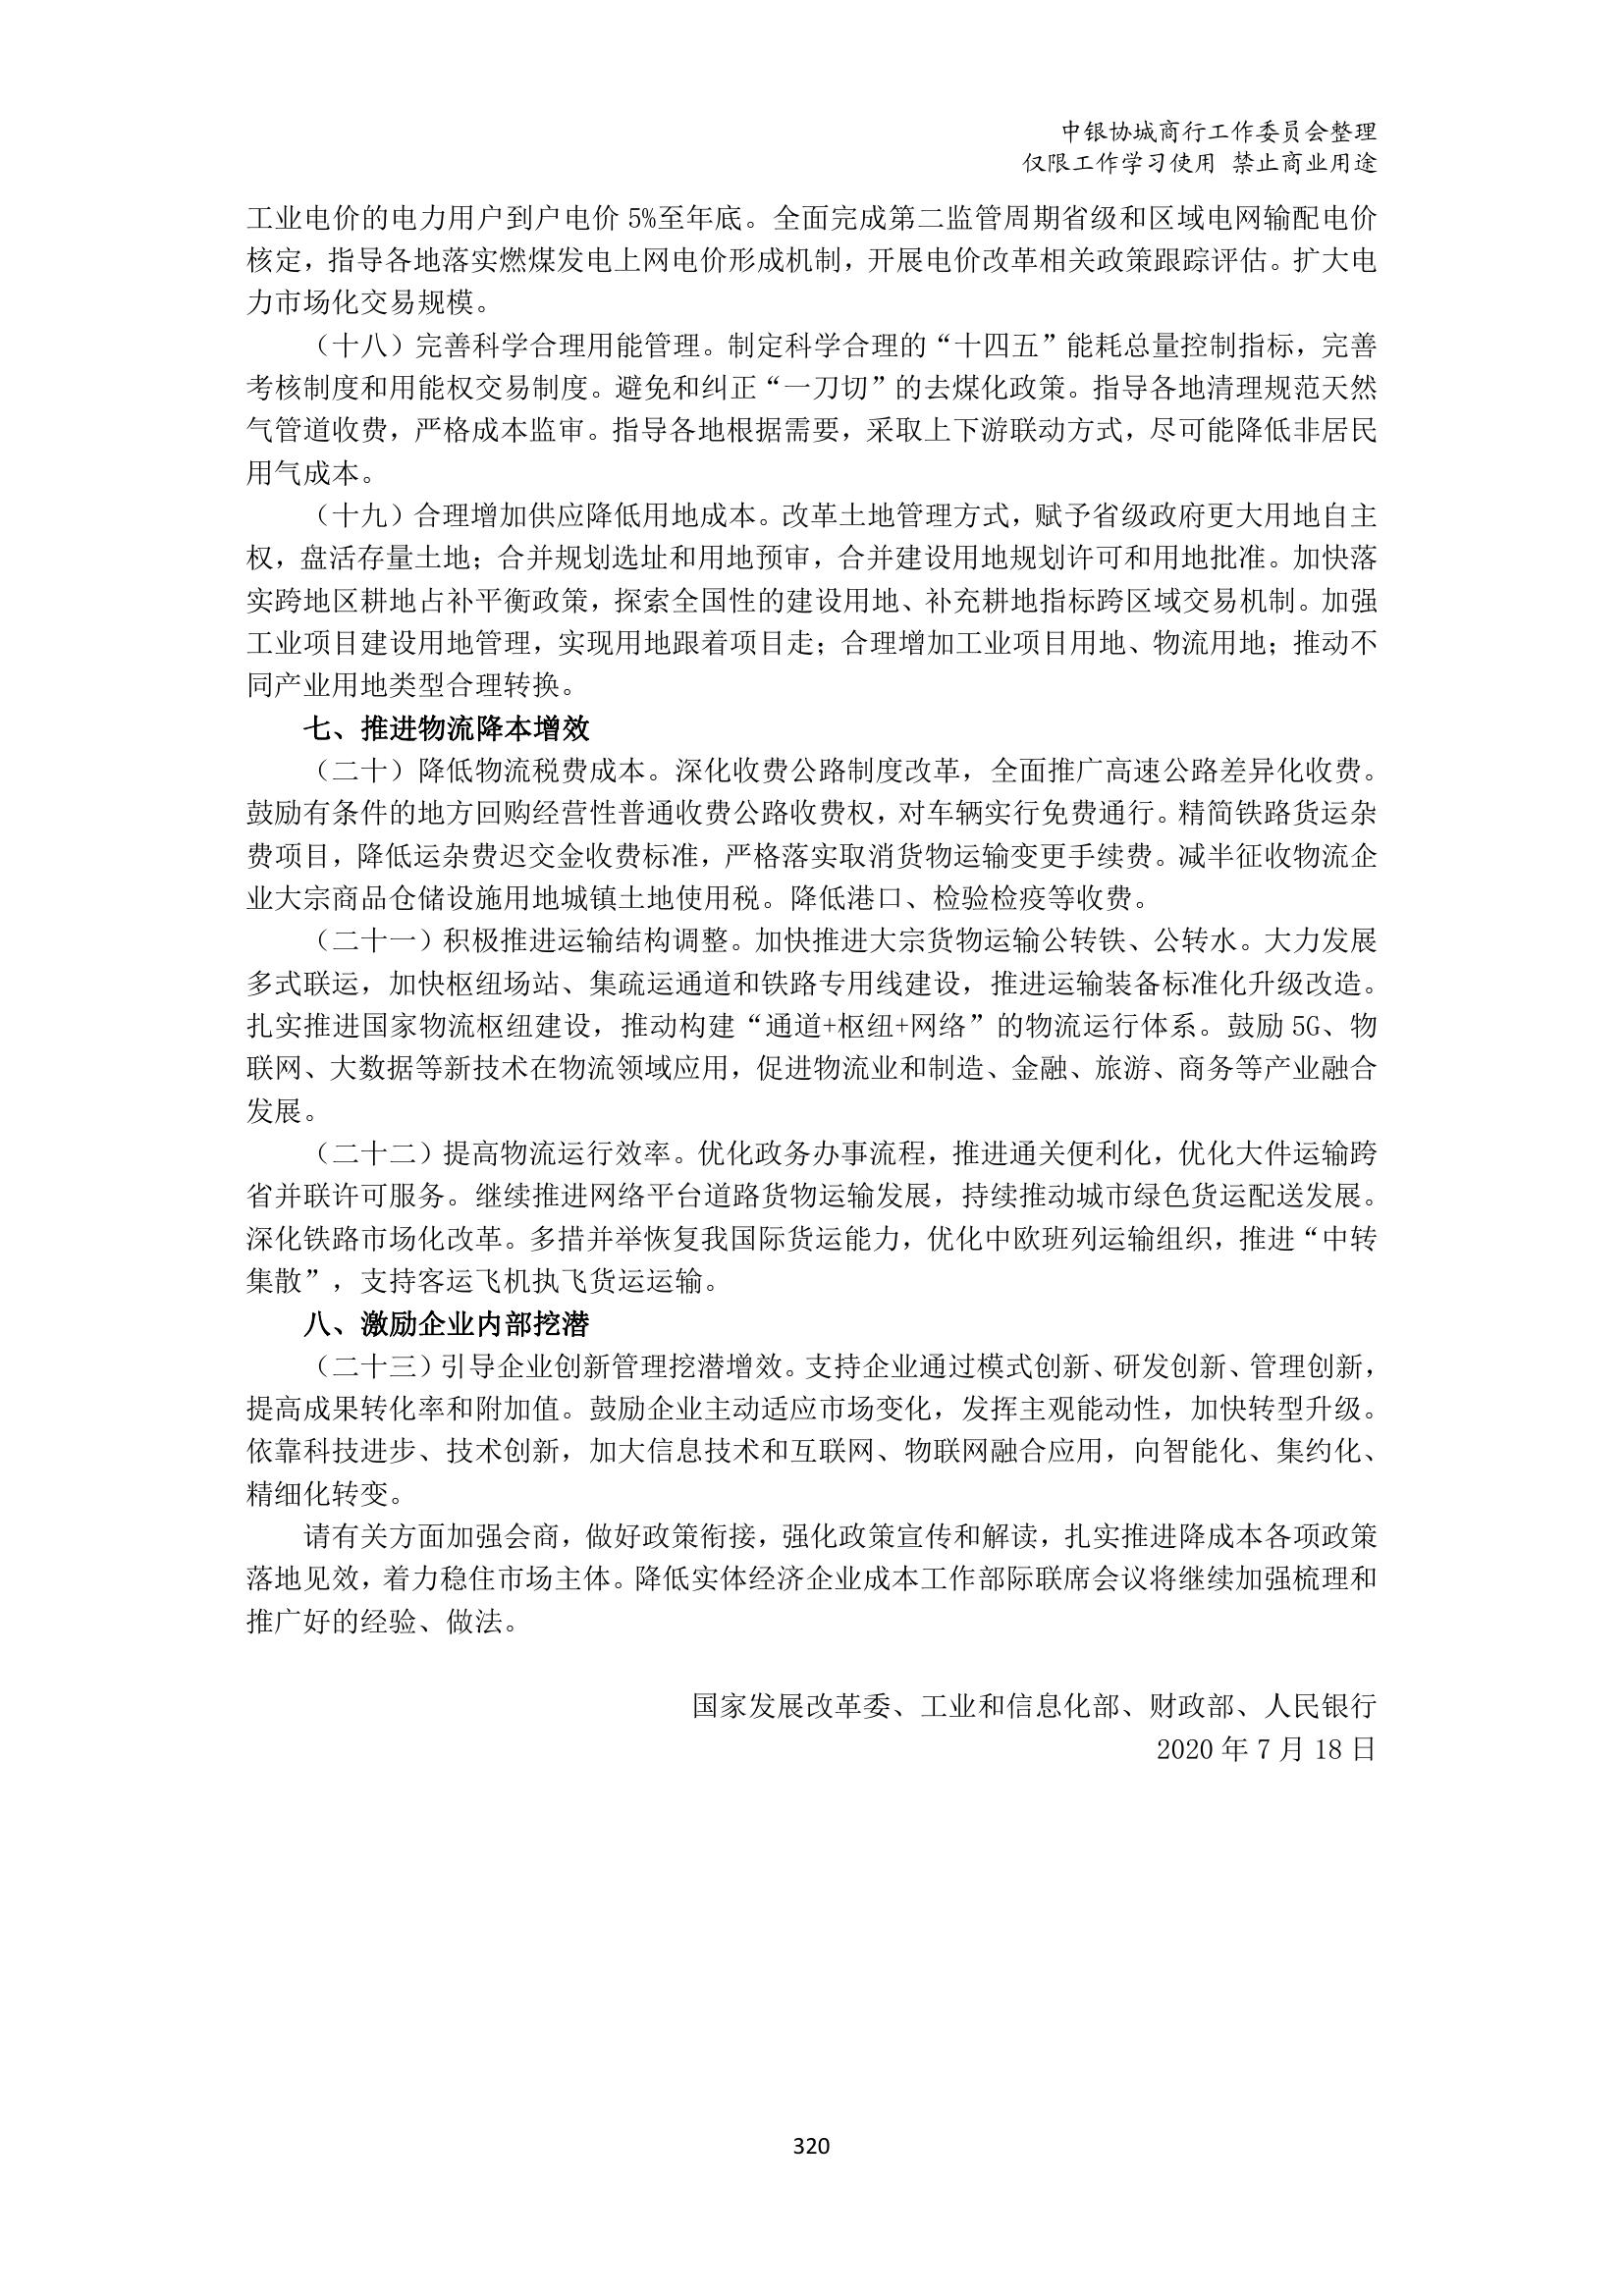 中银协城商行工作委员会整理
仅限工作学习使用 禁止商业用途
工业电价的电力用户到户电价 5%至年底。全面完成第二监管周期省级和区域电网输配电价
核定，指导各地落实燃煤发电上网电价形成机制，开展电价改革相关政策跟踪评估。扩大电
力市场化交易规模。
（十八）完善科学合理用能管理。制定科学合理的“十四五”能耗总量控制指标，完善
考核制度和用能权交易制度。避免和纠正“一刀切”的去煤化政策。指导各地清理规范天然
气管道收费，严格成本监审。指导各地根据需要，采取上下游联动方式，尽可能降低非居民
用气成本。
（十九）合理增加供应降低用地成本。改革土地管理方式，赋予省级政府更大用地自主
权，盘活存量土地；合并规划选址和用地预审，合并建设用地规划许可和用地批准。加快落
实跨地区耕地占补平衡政策，探索全国性的建设用地、补充耕地指标跨区域交易机制。加强
工业项目建设用地管理，实现用地跟着项目走；合理增加工业项目用地、物流用地；推动不
同产业用地类型合理转换。
七、推进物流降本增效
（二十）降低物流税费成本。深化收费公路制度改革，全面推广高速公路差异化收费。
鼓励有条件的地方回购经营性普通收费公路收费权，对车辆实行免费通行。精简铁路货运杂
费项目，降低运杂费迟交金收费标准，严格落实取消货物运输变更手续费。减半征收物流企
业大宗商品仓储设施用地城镇土地使用税。降低港口、检验检疫等收费。
（二十一）积极推进运输结构调整。加快推进大宗货物运输公转铁、公转水。大力发展
多式联运，加快枢纽场站、集疏运通道和铁路专用线建设，推进运输装备标准化升级改造。
扎实推进国家物流枢纽建设，推动构建“通道+枢纽+网络”的物流运行体系。鼓励 5G、物
联网、大数据等新技术在物流领域应用，促进物流业和制造、金融、旅游、商务等产业融合
发展。
（二十二）提高物流运行效率。优化政务办事流程，推进通关便利化，优化大件运输跨
省并联许可服务。继续推进网络平台道路货物运输发展，持续推动城市绿色货运配送发展。
深化铁路市场化改革。多措并举恢复我国际货运能力，优化中欧班列运输组织，推进“中转
集散”，支持客运飞机执飞货运运输。
八、激励企业内部挖潜
（二十三）引导企业创新管理挖潜增效。支持企业通过模式创新、研发创新、管理创新，
提高成果转化率和附加值。鼓励企业主动适应市场变化，发挥主观能动性，加快转型升级。
依靠科技进步、技术创新，加大信息技术和互联网、物联网融合应用，向智能化、集约化、
精细化转变。
请有关方面加强会商，做好政策衔接，强化政策宣传和解读，扎实推进降成本各项政策
落地见效，着力稳住市场主体。降低实体经济企业成本工作部际联席会议将继续加强梳理和
推广好的经验、做法。
国家发展改革委、工业和信息化部、财政部、人民银行
2020 年 7 月 18 日
320